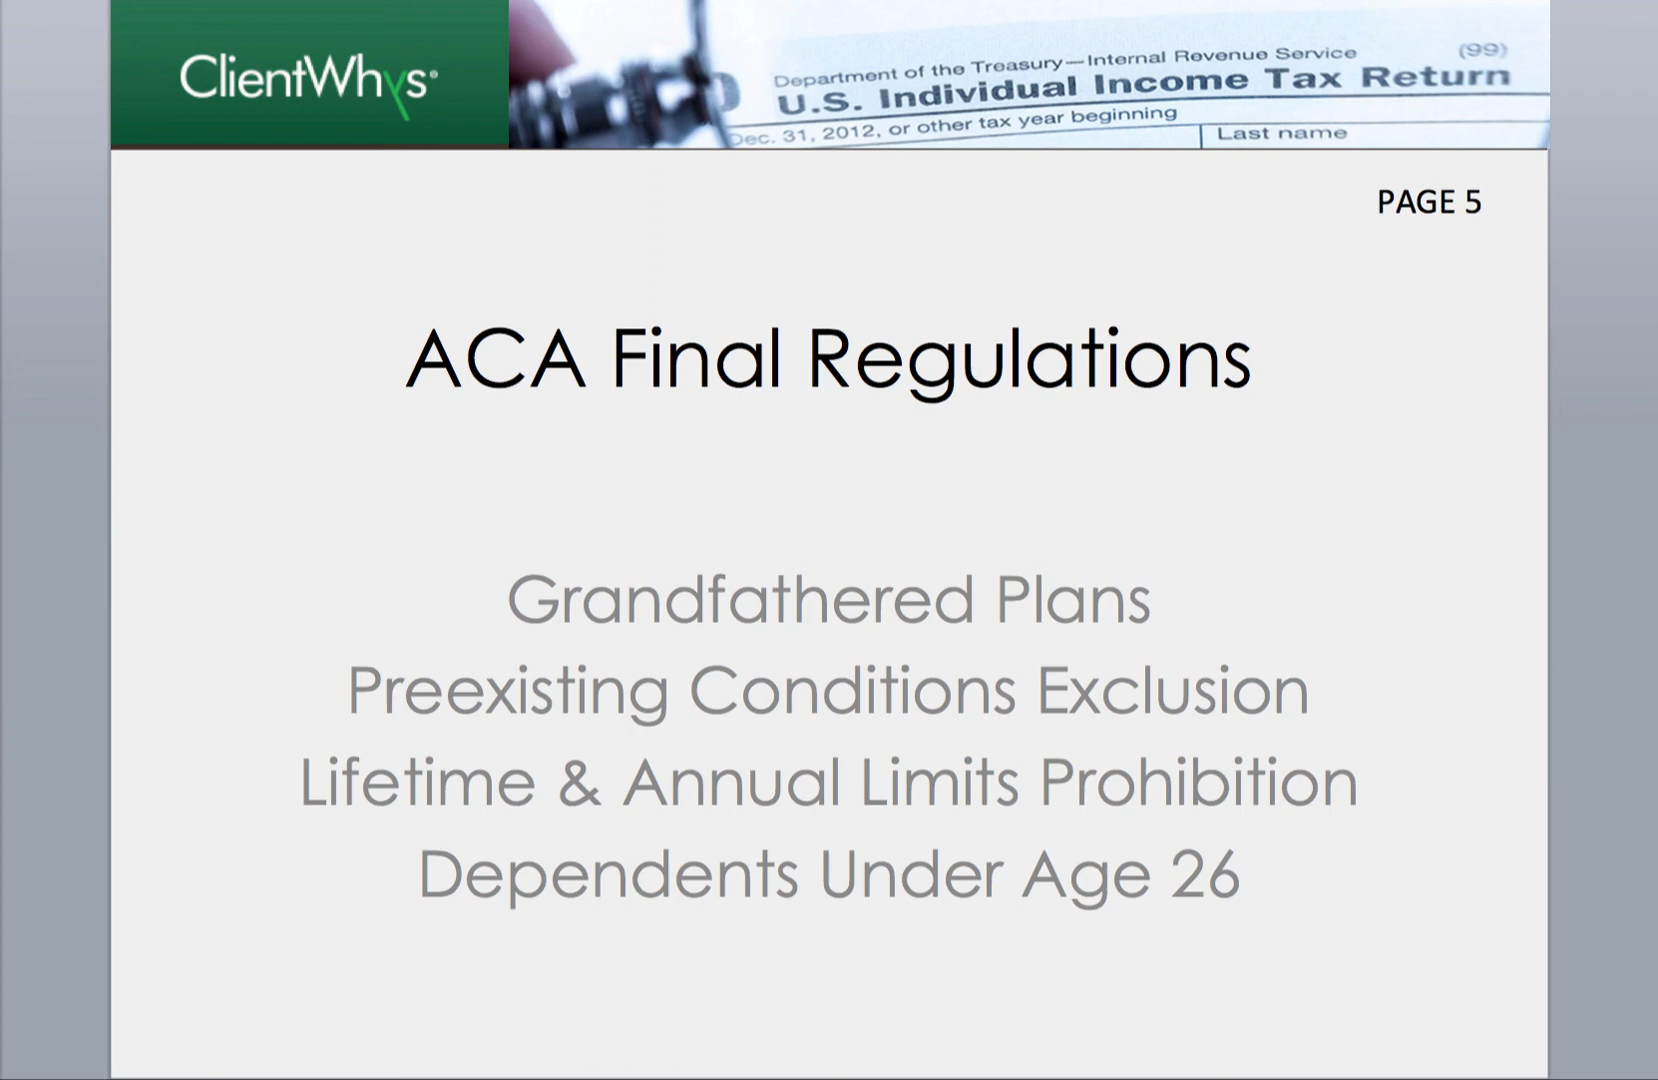 ClientWhys
Department of the Treasury—Internal Revenue Service (99)
U.S. Individual Income Tax Return
Dec. 31, 2012, or other tax year beginning
Last name
PAGE 5
ACA Final Regulations
Grandfathered Plans
Preexisting Conditions Exclusion
Lifetime & Annual Limits Prohibition
Dependents Under Age 26